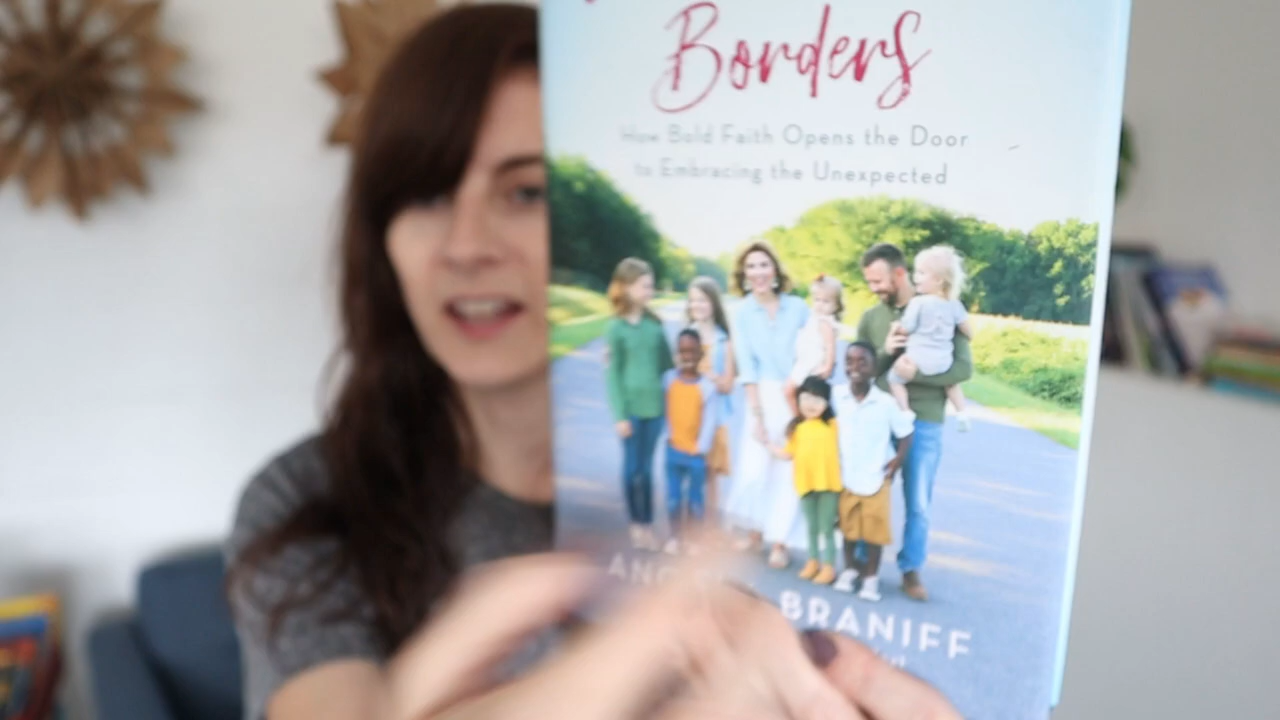 Borders
How Bold Faith Opens the Door
to Embracing the Unexpected
BRANIFF